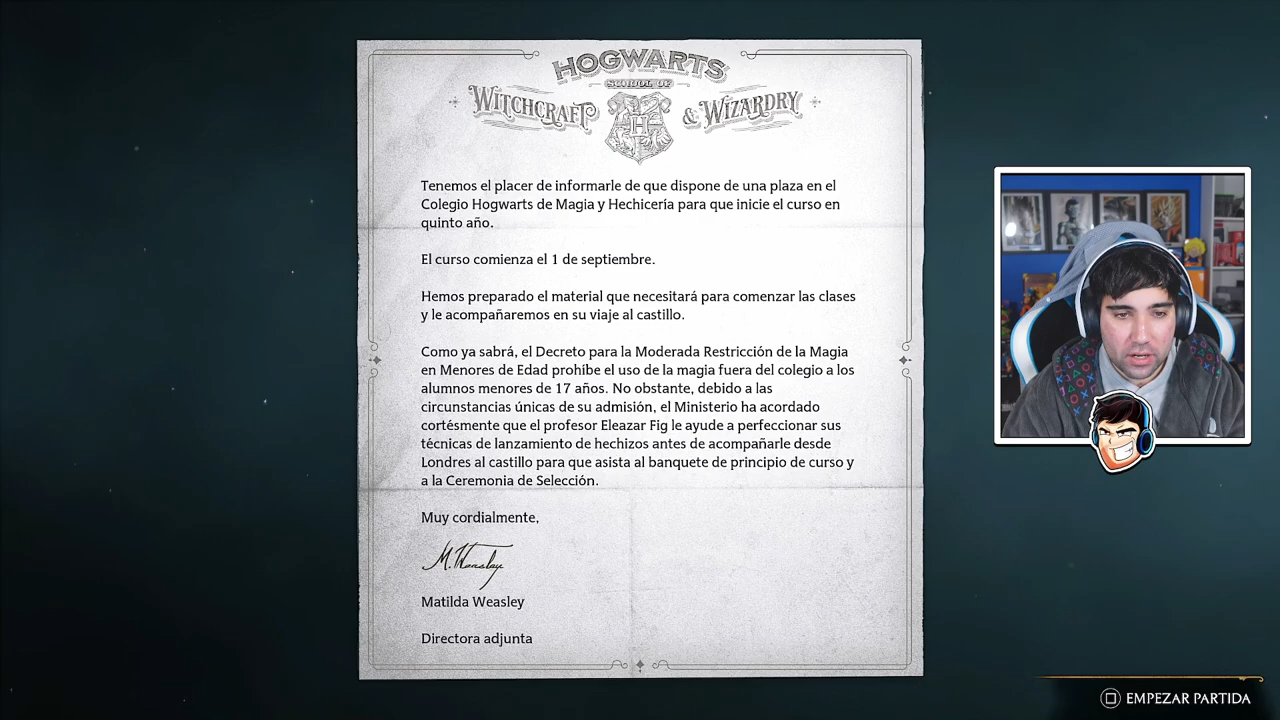 HOGWARTS
SCHOOL OF
WITCHCRAFT & WIZARDRY
H
Tenemos el placer de informarle de que dispone de una plaza en el
Colegio Hogwarts de Magia y Hechicería para que inicie el curso en
quinto año.
El curso comienza el 1 de septiembre.
Hemos preparado el material que necesitará para comenzar las clases
y le acompañaremos en su viaje al castillo.
Como ya sabrá, el Decreto para la Moderada Restricción de la Magia
en Menores de Edad prohíbe el uso de la magia fuera del colegio a los
alumnos menores de 17 años. No obstante, debido a las
circunstancias únicas de su admisión, el Ministerio ha acordado
cortésmente que el profesor Eleazar Fig le ayude a perfeccionar sus
técnicas de lanzamiento de hechizos antes de acompañarle desde
Londres al castillo para que asista al banquete de principio de curso y
a la Ceremonia de Selección.
Muy cordialmente,
M. Weasley
Matilda Weasley
Directora adjunta
EMPEZAR PARTIDA